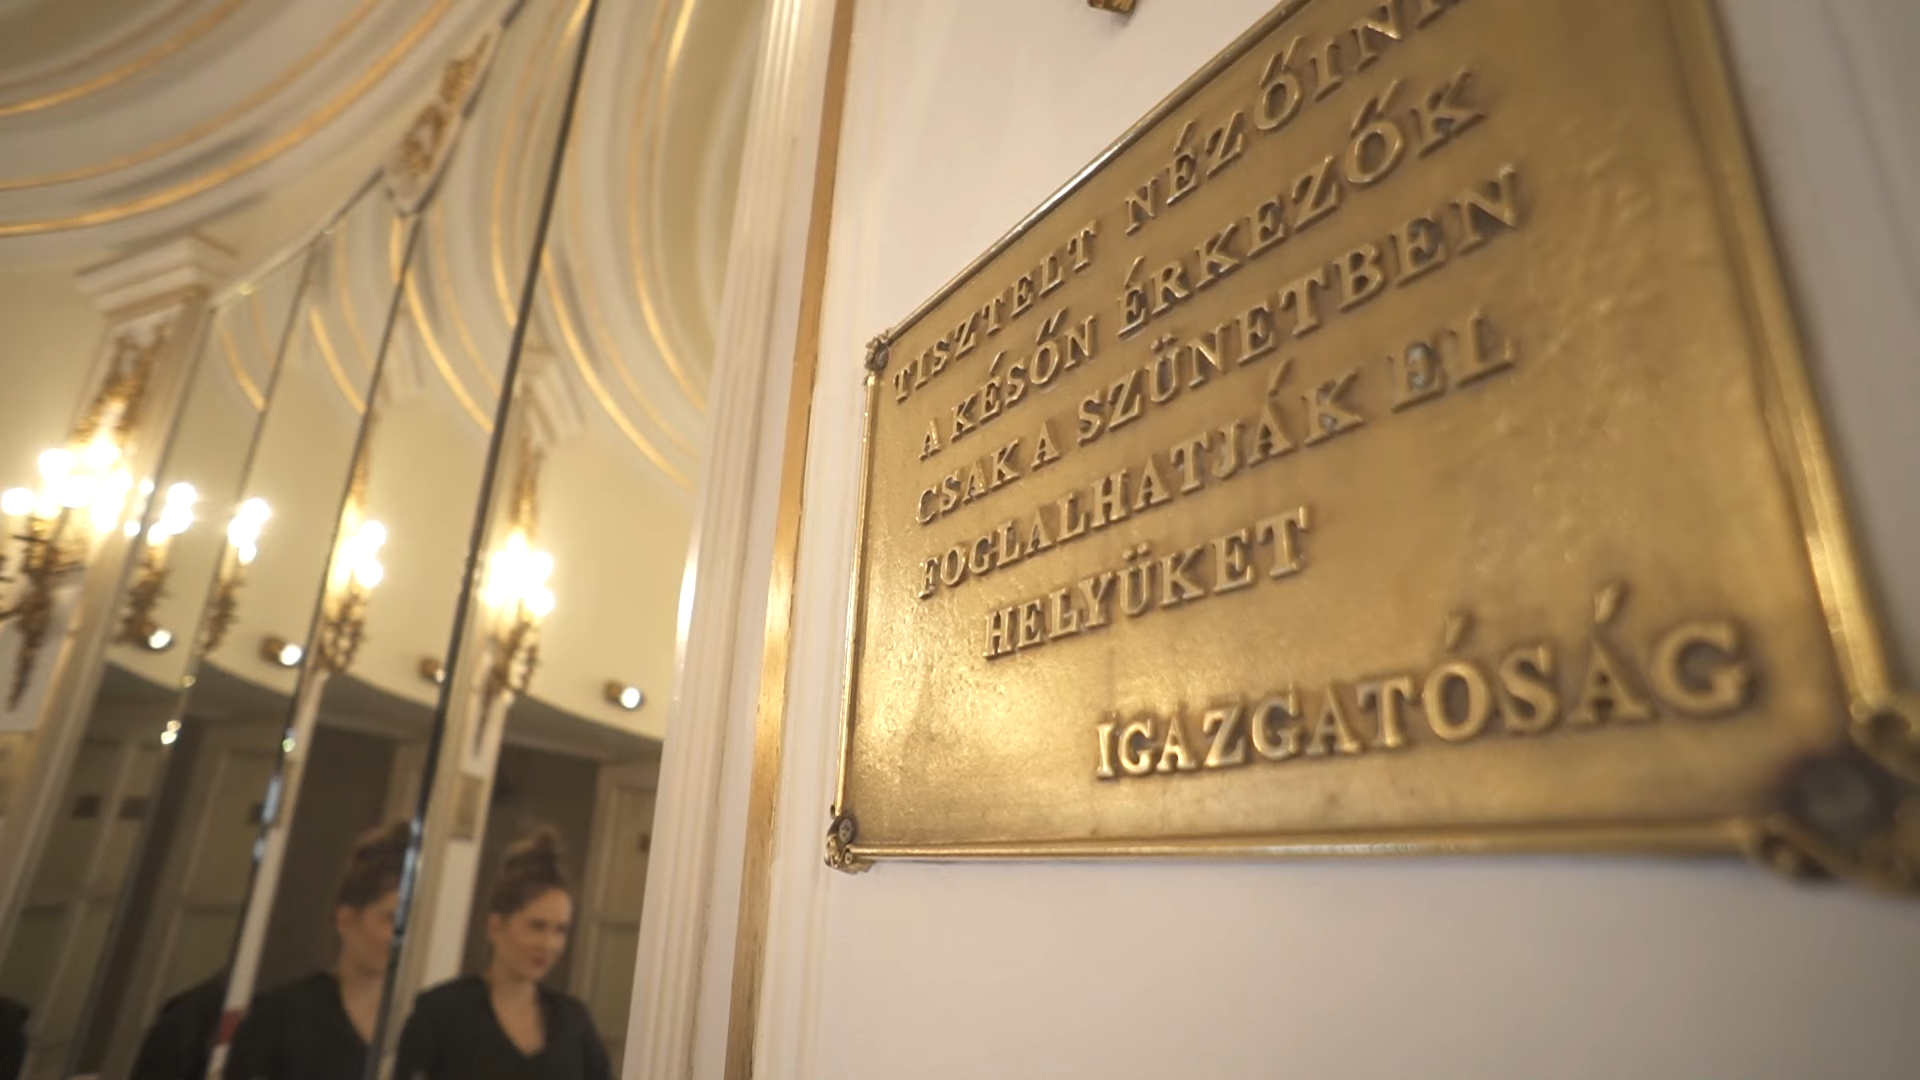 TISZTELT NÉZŐINK
A KÉSŐN ÉRKEZŐK
CSAK A SZÜNETBEN
FOGLALHATJÁK EL
HELYÜKET
IGAZGATÓSÁG